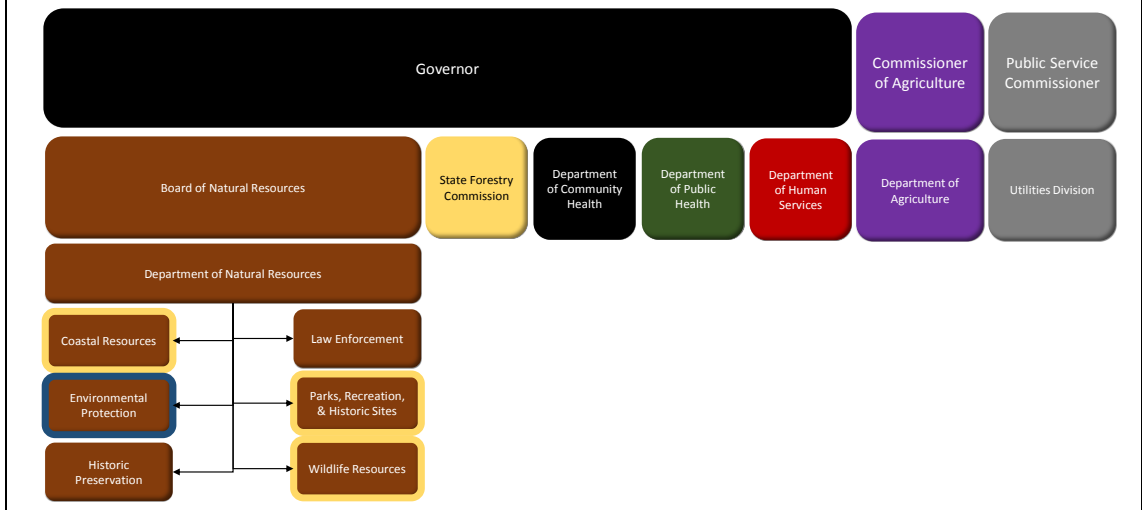 Governor
Commissioner
of Agriculture
Public Service
Commissioner
Board of Natural Resources
State Forestry
Commission
Department
of Community
Health
Department
of Public
Health
Department
of Human
Services
Department of
Agriculture
Utilities Division
Department of Natural Resources
Coastal Resources
Law Enforcement
Environmental
Protection
Parks, Recreation,
& Historic Sites
Historic
Preservation
Wildlife Resources